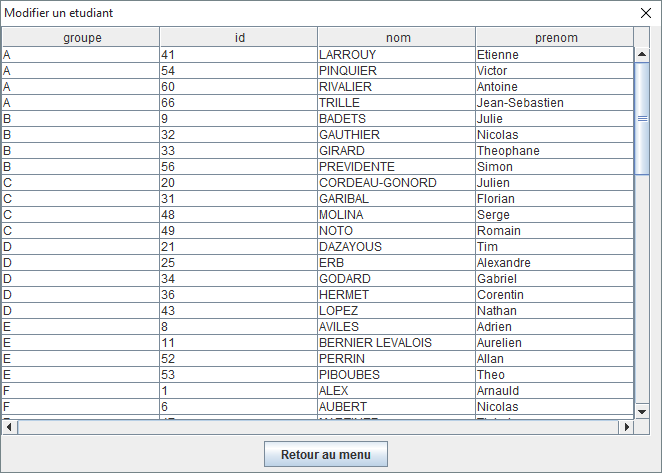 Modifier un etudiant
groupe id nom prenom
A 41 LARROUY Etienne
A 54 PINQUIER Victor
A 60 RIVALIER Antoine
A 66 TRILLE Jean-Sebastien
B 9 BADETS Julie
B 32 GAUTHIER Nicolas
B 33 GIRARD Theophane
B 56 PREVIDENTE Simon
C 20 CORDEAU-GONORD Julien
C 31 GARIBAL Florian
C 48 MOLINA Serge
C 49 NOTO Romain
D 21 DAZAYOUS Tim
D 25 ERB Alexandre
D 34 GODARD Gabriel
D 36 HERMET Corentin
D 43 LOPEZ Nathan
E 8 AVILES Adrien
E 11 BERNIER LEVALOIS Aurelien
E 52 PERRIN Allan
E 53 PIBOUBES Theo
F 1 ALEX Arnauld
F 6 AUBERT Nicolas
Retour au menu